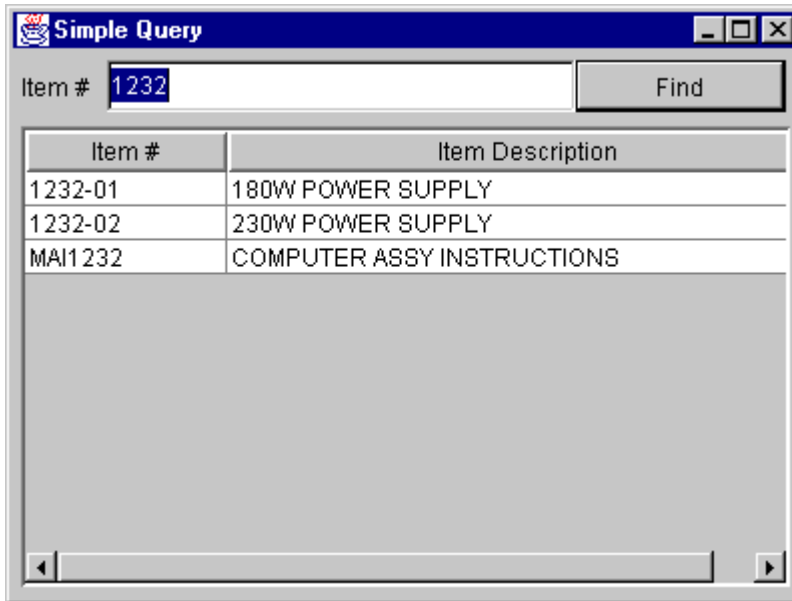 Simple Query
Item # 1232 Find
Item # Item Description
1232-01 180W POWER SUPPLY
1232-02 230W POWER SUPPLY
MAI1232 COMPUTER ASSY INSTRUCTIONS